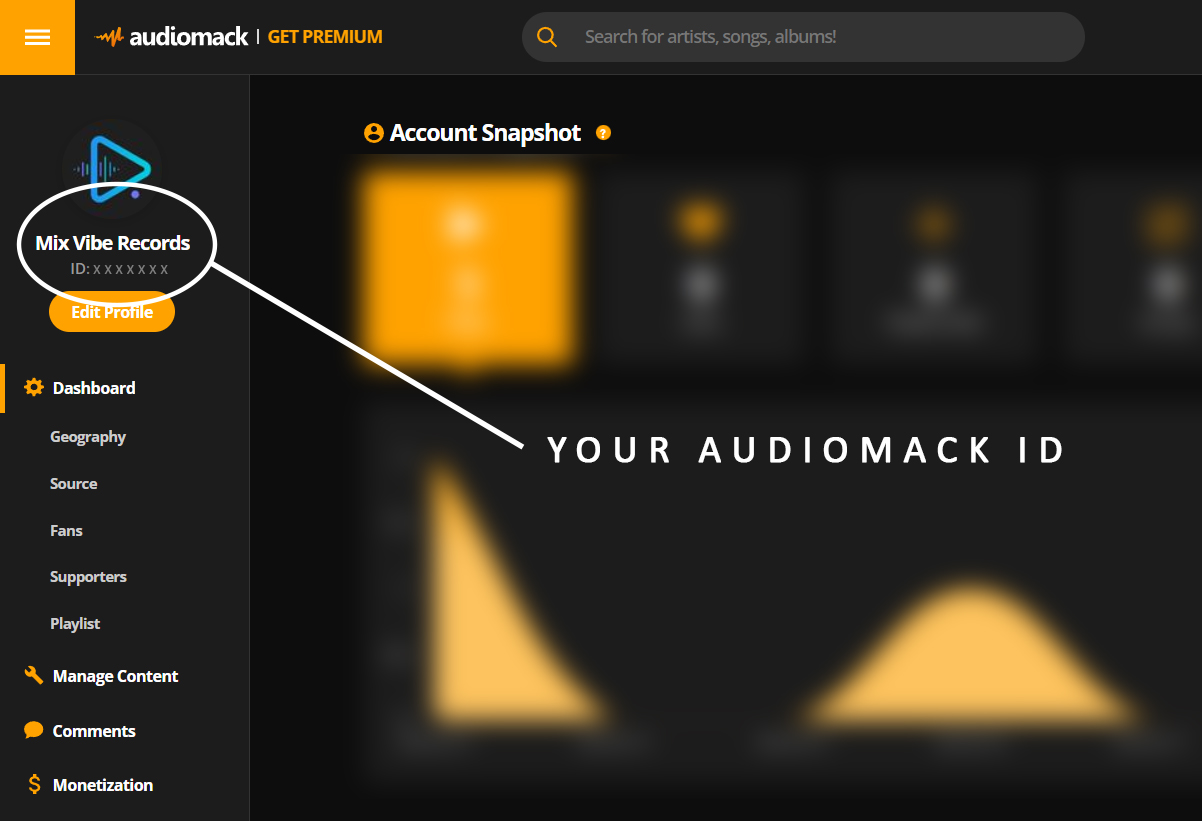 audiomack | GET PREMIUM
Search for artists, songs, albums!
Account Snapshot ?
Mix Vibe Records
ID: x x x x x x x
Edit Profile
Dashboard
Geography
Source
Fans
Supporters
Playlist
Manage Content
Comments
Monetization
YOUR AUDIOMACK ID